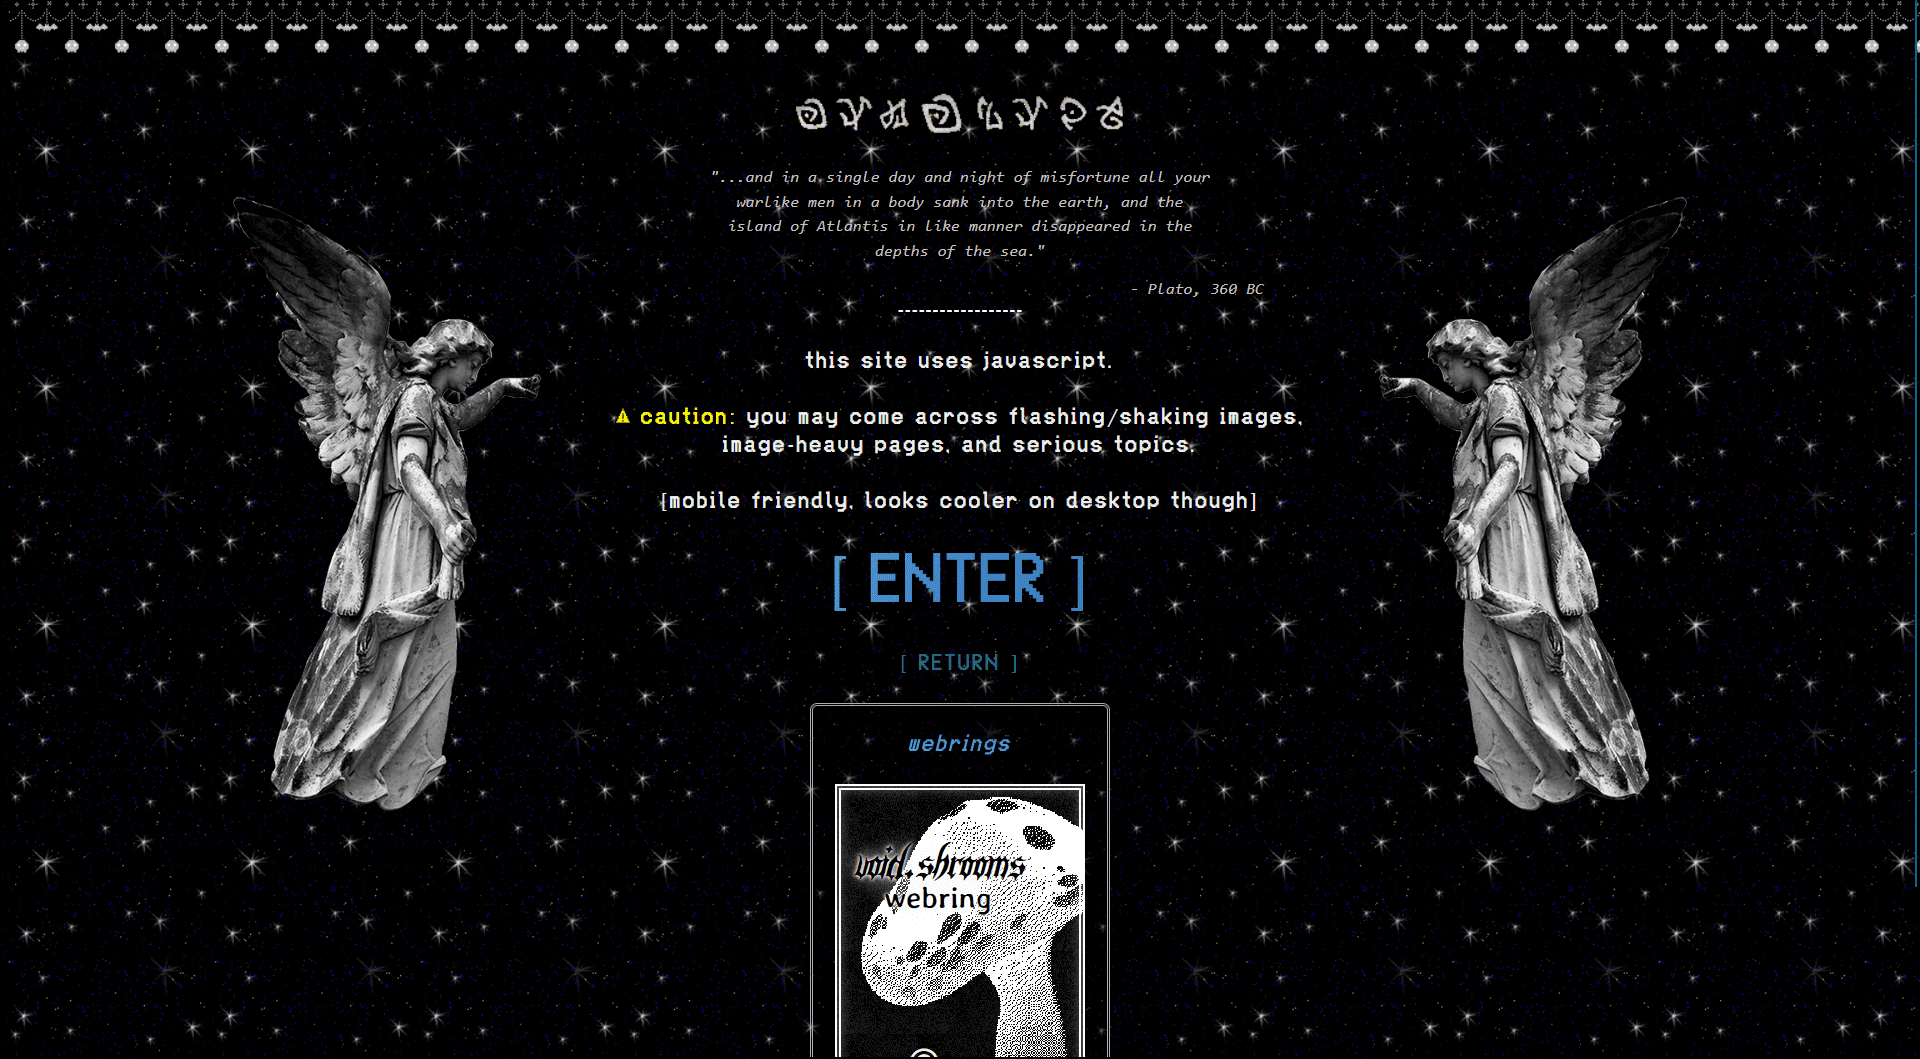 "...and in a single day and night of misfortune all your
warlike men in a body sank into the earth, and the
island of Atlantis in like manner disappeared in the
depths of the sea."
- Plato, 360 BC
------------------
this site uses javascript.
⚠ caution: you may come across flashing/shaking images,
image-heavy pages, and serious topics.
[mobile friendly, looks cooler on desktop though]
[ ENTER ]
[ RETURN ]
webrings
void.shrooms
webring